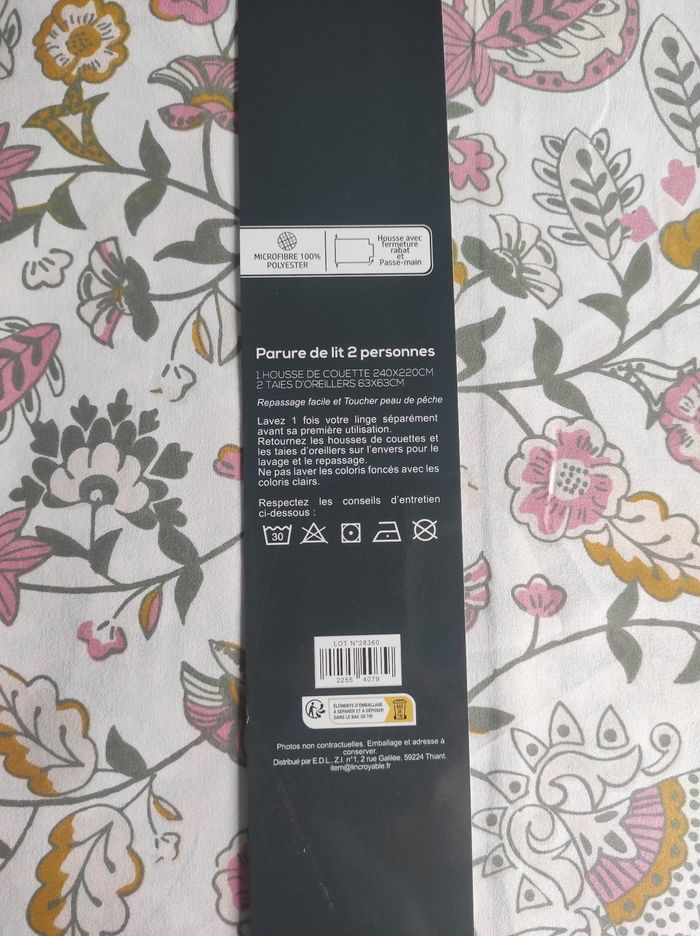 MICROFIBRE 100%
POLYESTER
Housse avec
fermeture
rabat
et
Passe-main
Parure de lit 2 personnes
1 HOUSSE DE COUETTE 240X220CM
2 TAIES D'OREILLERS 63X63CM
Repassage facile et Toucher peau de pêche
Lavez 1 fois votre linge séparément
avant sa première utilisation.
Retournez les housses de couettes et
les taies d'oreillers sur l'envers pour le
lavage et le repassage.
Ne pas laver les coloris foncés avec les
coloris clairs.
Respectez les conseils d'entretien
ci-dessous :
30
LOT N°28360
2255 4079
ÉLÉMENTS D'EMBALLAGE
À SÉPARER ET À DÉPOSER
DANS LE BAC DE TRI
Photos non contractuelles. Emballage et adresse à
conserver.
Distribué par E.D.L. Z.I. n°1, 2 rue Galilée, 59224 Thiant.
item@lincroyable.fr